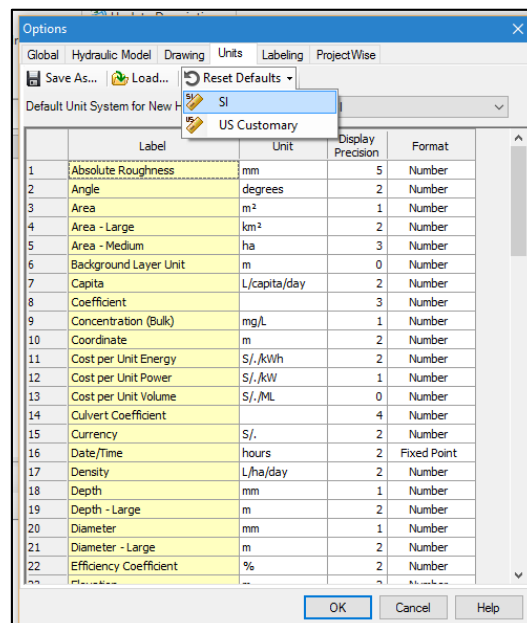 Options
Global Hydraulic Model Drawing Units Labeling ProjectWise
Save As... Load... Reset Defaults
Default Unit System for New H
SI
US Customary
Label Unit Display Precision Format
1 Absolute Roughness mm 5 Number
2 Angle degrees 2 Number
3 Area m² 1 Number
4 Area - Large km² 2 Number
5 Area - Medium ha 3 Number
6 Background Layer Unit m 0 Number
7 Capita L/capita/day 2 Number
8 Coefficient 3 Number
9 Concentration (Bulk) mg/L 1 Number
10 Coordinate m 2 Number
11 Cost per Unit Energy S/./kWh 2 Number
12 Cost per Unit Power S/./kW 1 Number
13 Cost per Unit Volume S/./ML 0 Number
14 Culvert Coefficient 4 Number
15 Currency S/. 2 Number
16 Date/Time hours 2 Fixed Point
17 Density L/ha/day 2 Number
18 Depth mm 1 Number
19 Depth - Large m 2 Number
20 Diameter mm 1 Number
21 Diameter - Large m 2 Number
22 Efficiency Coefficient % 2 Number
OK Cancel Help